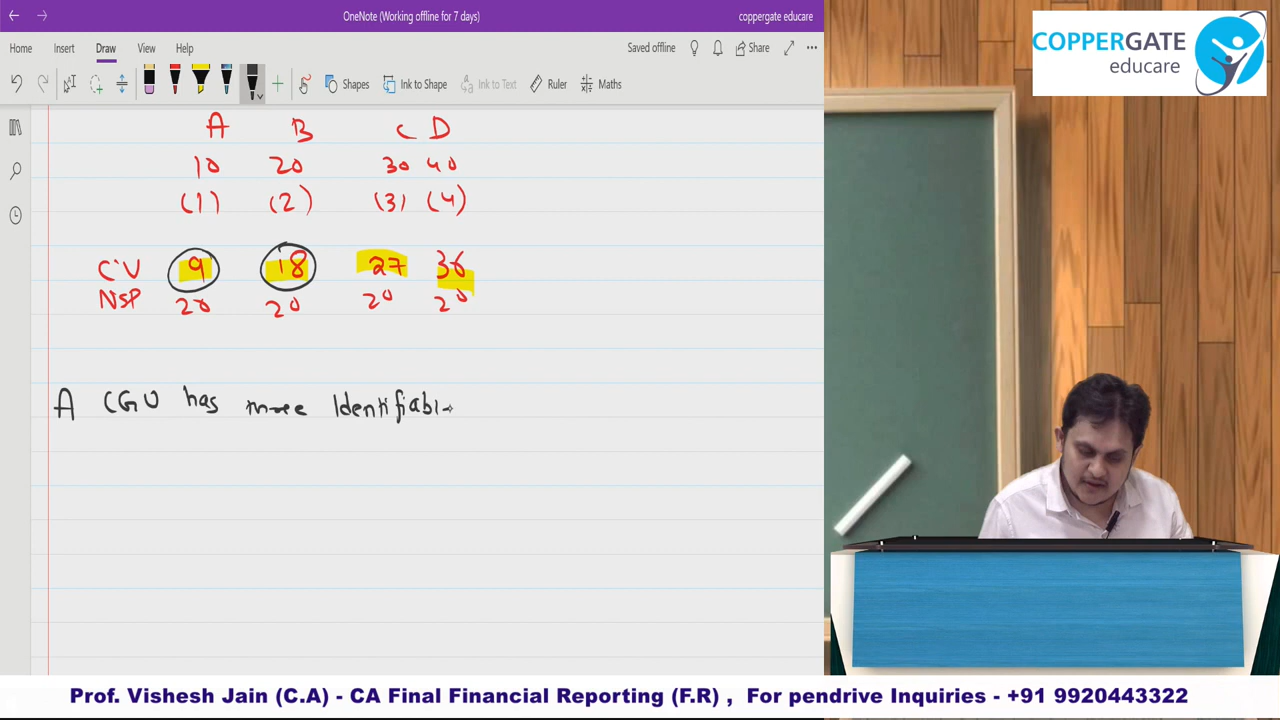 OneNote (Working offline for 7 days)
coppergate educare
Home Insert Draw View Help
Saved offline Share
Shapes Ink to Shape Ink to Text Ruler Maths
COPPERGATE
educare
A B C D
10 20 30 40
(1) (2) (3) (4)
CV 9 18 27 36
NSP 20 20 20 20
A CGU has three
Prof. Vishesh Jain (C.A) - CA Final Financial Reporting (F.R) , For pendrive Inquiries - +91 9920443322